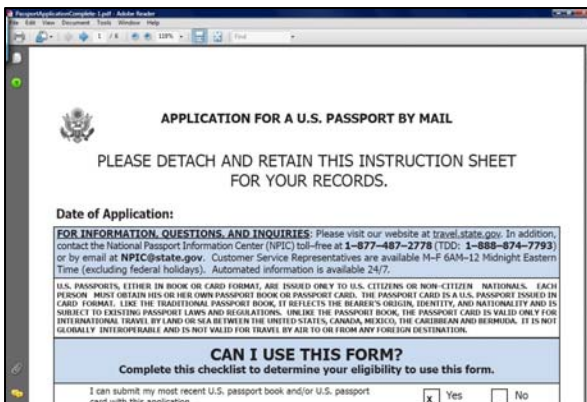 PassportApplicationComplete-1.pdf - Adobe Reader
File Edit View Document Tools Window Help
1 / 6 118% Find
APPLICATION FOR A U.S. PASSPORT BY MAIL
PLEASE DETACH AND RETAIN THIS INSTRUCTION SHEET
FOR YOUR RECORDS.
Date of Application:
FOR INFORMATION, QUESTIONS, AND INQUIRIES: Please visit our website at travel.state.gov. In addition,
contact the National Passport Information Center (NPIC) toll-free at 1-877-487-2778 (TDD: 1-888-874-7793)
or by email at NPIC@state.gov. Customer Service Representatives are available M-F 6AM-12 Midnight Eastern
Time (excluding federal holidays). Automated information is available 24/7.
U.S. PASSPORTS, EITHER IN BOOK OR CARD FORMAT, ARE ISSUED ONLY TO U.S. CITIZENS OR NON-CITIZEN NATIONALS. EACH
PERSON MUST OBTAIN HIS OR HER OWN PASSPORT BOOK OR PASSPORT CARD. THE PASSPORT CARD IS A U.S. PASSPORT ISSUED IN
CARD FORMAT. LIKE THE TRADITIONAL PASSPORT BOOK, IT REFLECTS THE BEARER'S ORIGIN, IDENTITY, AND NATIONALITY AND IS
SUBJECT TO EXISTING PASSPORT LAWS AND REGULATIONS. UNLIKE THE PASSPORT BOOK, THE PASSPORT CARD IS VALID ONLY FOR
INTERNATIONAL TRAVEL BY LAND OR SEA BETWEEN THE UNITED STATES, CANADA, MEXICO, THE CARIBBEAN AND BERMUDA. IT IS NOT
GLOBALLY INTEROPERABLE AND IS NOT VALID FOR TRAVEL BY AIR TO OR FROM ANY FOREIGN DESTINATION.
CAN I USE THIS FORM?
Complete this checklist to determine your eligibility to use this form.
I can submit my most recent U.S. passport book and/or U.S. passport
card with this application.
x Yes No